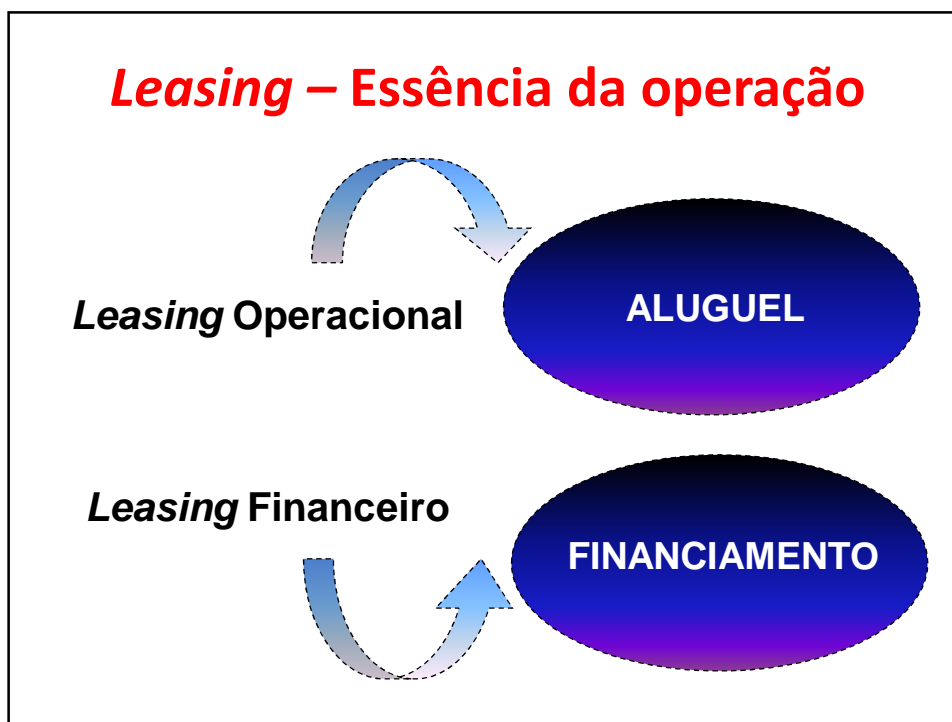 Leasing – Essência da operação
Leasing Operacional
ALUGUEL
Leasing Financeiro
FINANCIAMENTO